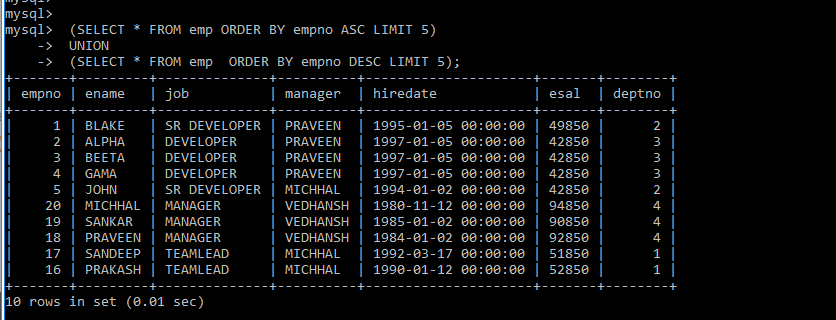 mysql>
mysql>
mysql>  (SELECT * FROM emp ORDER BY empno ASC LIMIT 5)
    ->  UNION
    ->  (SELECT * FROM emp  ORDER BY empno DESC LIMIT 5);
+-------+---------+--------------+----------+---------------------+-------+--------+
| empno | ename   | job          | manager  | hiredate            | esal  | deptno |
+-------+---------+--------------+----------+---------------------+-------+--------+
|     1 | BLAKE   | SR DEVELOPER | PRAVEEN  | 1995-01-05 00:00:00 | 49850 |      2 |
|     2 | ALPHA   | DEVELOPER    | PRAVEEN  | 1997-01-05 00:00:00 | 42850 |      3 |
|     3 | BEETA   | DEVELOPER    | PRAVEEN  | 1997-01-05 00:00:00 | 42850 |      3 |
|     4 | GAMA    | DEVELOPER    | PRAVEEN  | 1997-01-05 00:00:00 | 42850 |      3 |
|     5 | JOHN    | SR DEVELOPER | MICHHAL  | 1994-01-02 00:00:00 | 42850 |      2 |
|    20 | MICHHAL | MANAGER      | VEDHANSH | 1980-11-12 00:00:00 | 94850 |      4 |
|    19 | SANKAR  | MANAGER      | VEDHANSH | 1985-01-02 00:00:00 | 90850 |      4 |
|    18 | PRAVEEN | MANAGER      | VEDHANSH | 1984-01-02 00:00:00 | 92850 |      4 |
|    17 | SANDEEP | TEAMLEAD     | MICHHAL  | 1992-03-17 00:00:00 | 51850 |      1 |
|    16 | PRAKASH | TEAMLEAD     | MICHHAL  | 1990-01-12 00:00:00 | 52850 |      1 |
+-------+---------+--------------+----------+---------------------+-------+--------+
10 rows in set (0.01 sec)